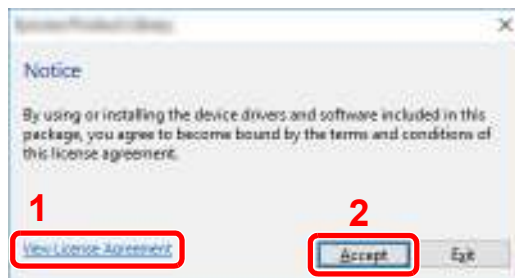 Notice
By using or installing the device drivers and software included in this
package, you agree to become bound by the terms and conditions of
this license agreement.
1
2
View License Agreement
Accept
Exit